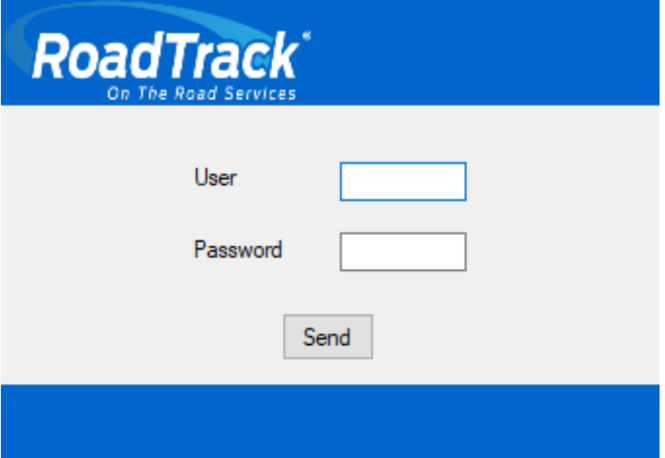 RoadTrack®
On The Road Services
User
Password
Send